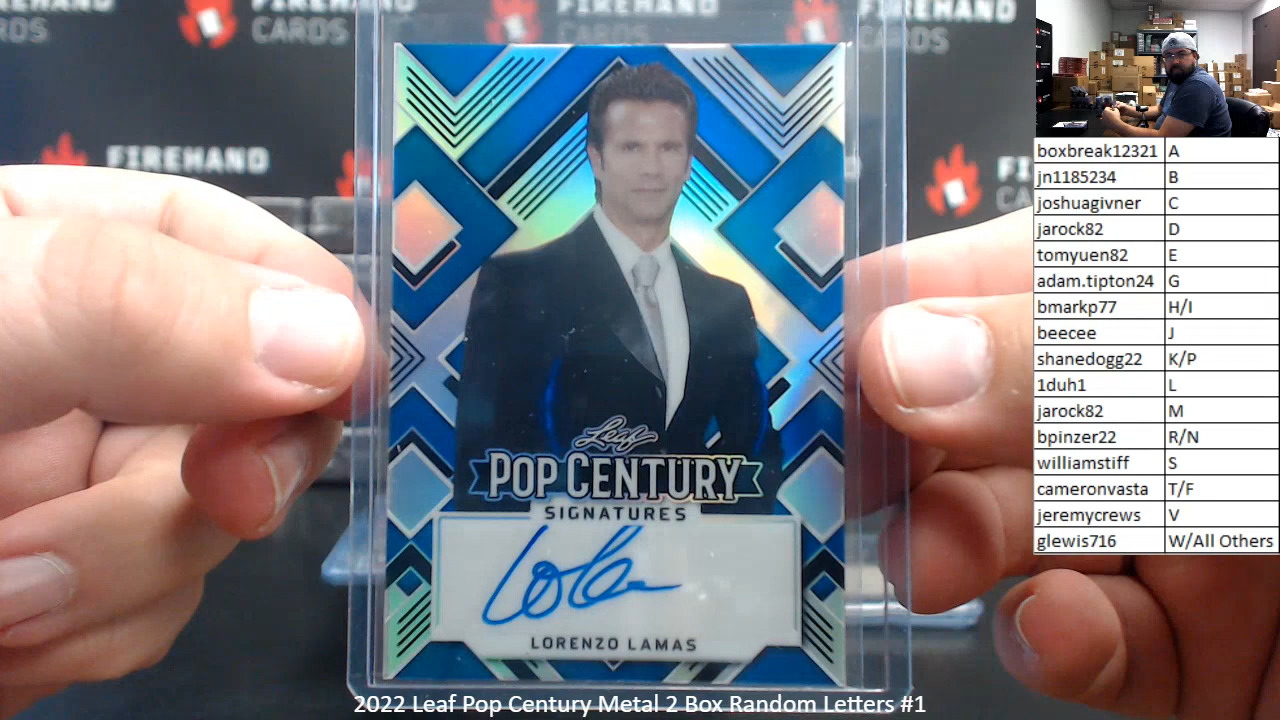 FIREHAND
CARDS
FIREHAND
CARDS
FIREHAND
CARDS
FIREHAND
CARDS
Leaf
POP CENTURY
SIGNATURES
LORENZO LAMAS
boxbreak12321 A
jn1185234 B
joshuagivner C
jarock82 D
tomyuen82 E
adam.tipton24 G
bmarkp77 H/I
beecee J
shanedogg22 K/P
1duh1 L
jarock82 M
bpinzer22 R/N
williamstiff S
cameronvasta T/F
jeremycrews V
glewis716 W/All Others
2022 Leaf Pop Century Metal 2 Box Random Letters #1